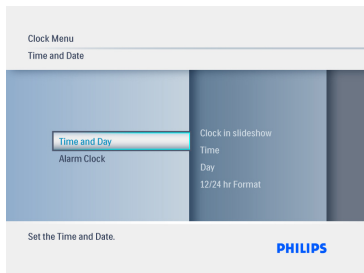 Clock Menu
Time and Date
Time and Day
Alarm Clock
Clock in slideshow
Time
Day
12/24 hr Format
Set the Time and Date.
PHILIPS